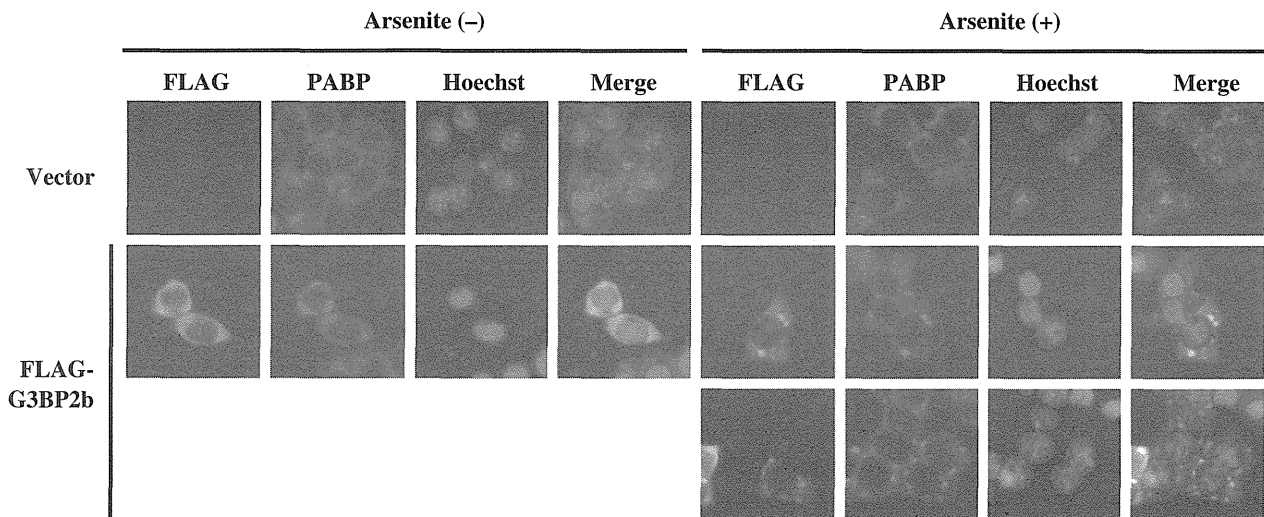 Arsenite (–) Arsenite (+)
FLAG PABP Hoechst Merge FLAG PABP Hoechst Merge
Vector
FLAG-
G3BP2b